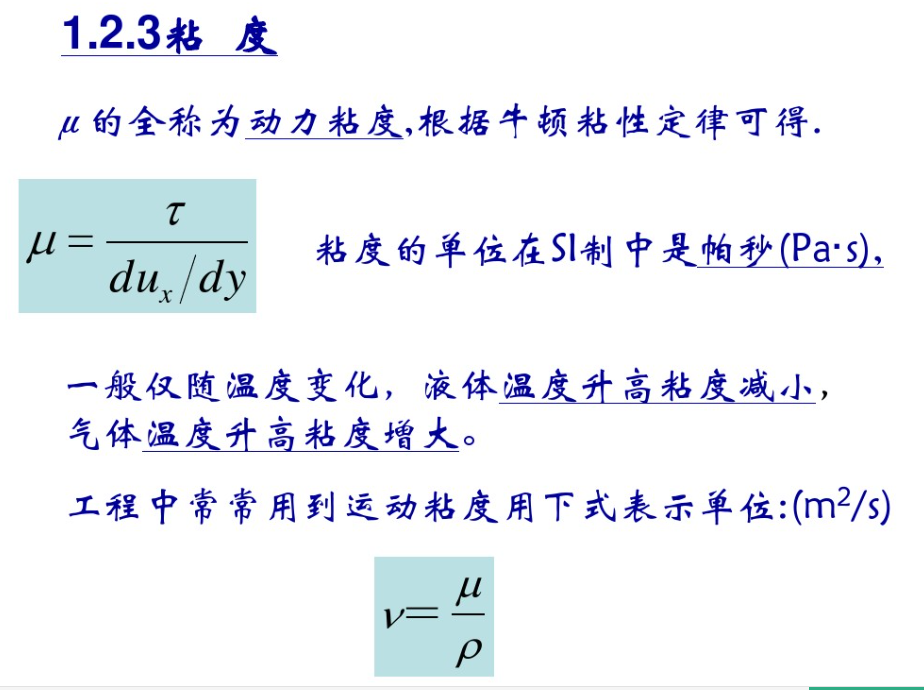 1.2.3粘 度
μ的全称为动力粘度,根据牛顿粘性定律可得.
μ = τ / (du_x/dy)
粘度的单位在SI制中是帕秒(Pa·s),
一般仅随温度变化，液体温度升高粘度减小，
气体温度升高粘度增大。
工程中常常用到运动粘度用下式表示单位:(m²/s)
ν= μ / ρ